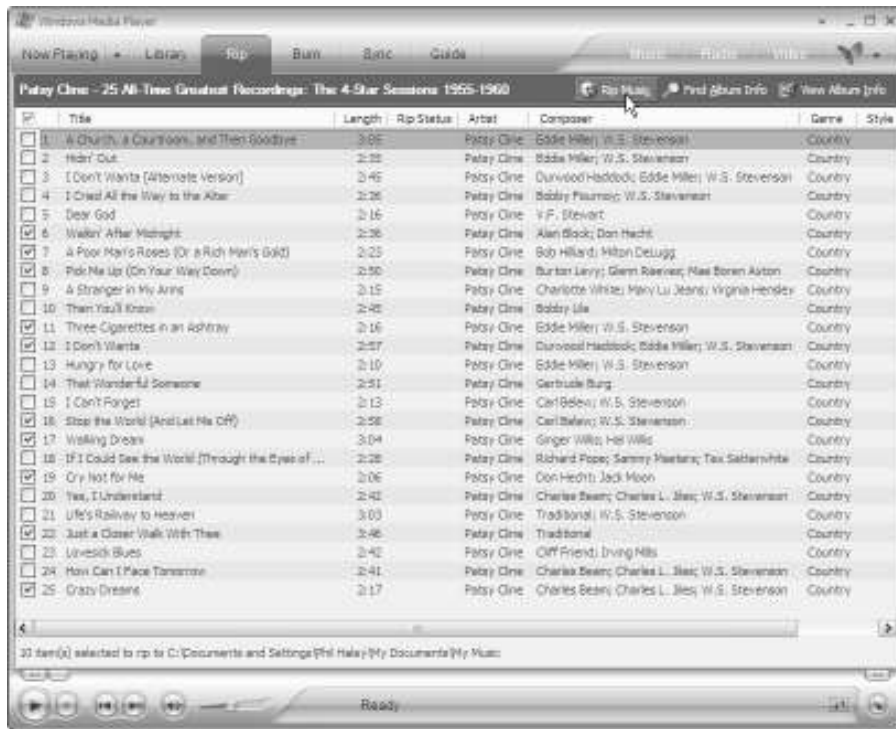 Windows Media Player
Now Playing Library Rip Burn Sync Guide Music Radio Video
Patsy Cline - 25 All-Time Greatest Recordings: The 4-Star Sessions 1955-1960 Rip Music Find Album Info View Album Info
Title Length Rip Status Artist Composer Genre Style
1 A Church, a Courtroom, and Then Goodbye 3:05 Patsy Cline Eddie Miller; W.S. Stevenson Country
2 Hidin' Out 2:35 Patsy Cline Eddie Miller; W.S. Stevenson Country
3 I Don't Wanta [Alternate Version] 2:45 Patsy Cline Durwood Haddock; Eddie Miller; W.S. Stevenson Country
4 I Cried All the Way to the Altar 2:26 Patsy Cline Bobby Flournoy; W.S. Stevenson Country
5 Dear God 2:16 Patsy Cline V.F. Stewart Country
6 Walkin' After Midnight 2:36 Patsy Cline Alan Block; Don Hecht Country
7 A Poor Man's Roses (Or a Rich Man's Gold) 2:23 Patsy Cline Bob Hilliard; Milton DeLugg Country
8 Pick Me Up (On Your Way Down) 2:50 Patsy Cline Burton Levy; Glenn Reeves; Mae Boren Axton Country
9 A Stranger in My Arms 2:15 Patsy Cline Charlotte White; Mary Lu Jeans; Virginia Hensley Country
10 Then You'll Know 2:45 Patsy Cline Bobby Lile Country
11 Three Cigarettes in an Ashtray 2:16 Patsy Cline Eddie Miller; W.S. Stevenson Country
12 I Don't Wanta 2:57 Patsy Cline Durwood Haddock; Eddie Miller; W.S. Stevenson Country
13 Hungry for Love 2:10 Patsy Cline Eddie Miller; W.S. Stevenson Country
14 That Wonderful Someone 2:51 Patsy Cline Gertrude Burg Country
15 I Can't Forget 2:13 Patsy Cline Carl Belew; W.S. Stevenson Country
16 Stop the World (And Let Me Off) 2:58 Patsy Cline Carl Belew; W.S. Stevenson Country
17 Walking Dream 3:04 Patsy Cline Ginger Willis; Hal Willis Country
18 If I Could See the World (Through the Eyes of ... 2:28 Patsy Cline Richard Pope; Sammy Masters; Tex Satterwhite Country
19 Cry Not for Me 2:06 Patsy Cline Don Hecht; Jack Moon Country
20 Yes, I Understand 2:42 Patsy Cline Charles Beam; Charles L. Jiles; W.S. Stevenson Country
21 Life's Railway to Heaven 3:03 Patsy Cline Traditional; W.S. Stevenson Country
22 Just a Closer Walk With Thee 3:46 Patsy Cline Traditional Country
23 Lovesick Blues 2:42 Patsy Cline Cliff Friend; Irving Mills Country
24 How Can I Face Tomorrow 2:41 Patsy Cline Charles Beam; Charles L. Jiles; W.S. Stevenson Country
25 Crazy Dreams 2:17 Patsy Cline Charles Beam; Charles L. Jiles; W.S. Stevenson Country
10 item(s) selected to rip to C:\Documents and Settings\Phil Haley\My Documents\My Music
Ready